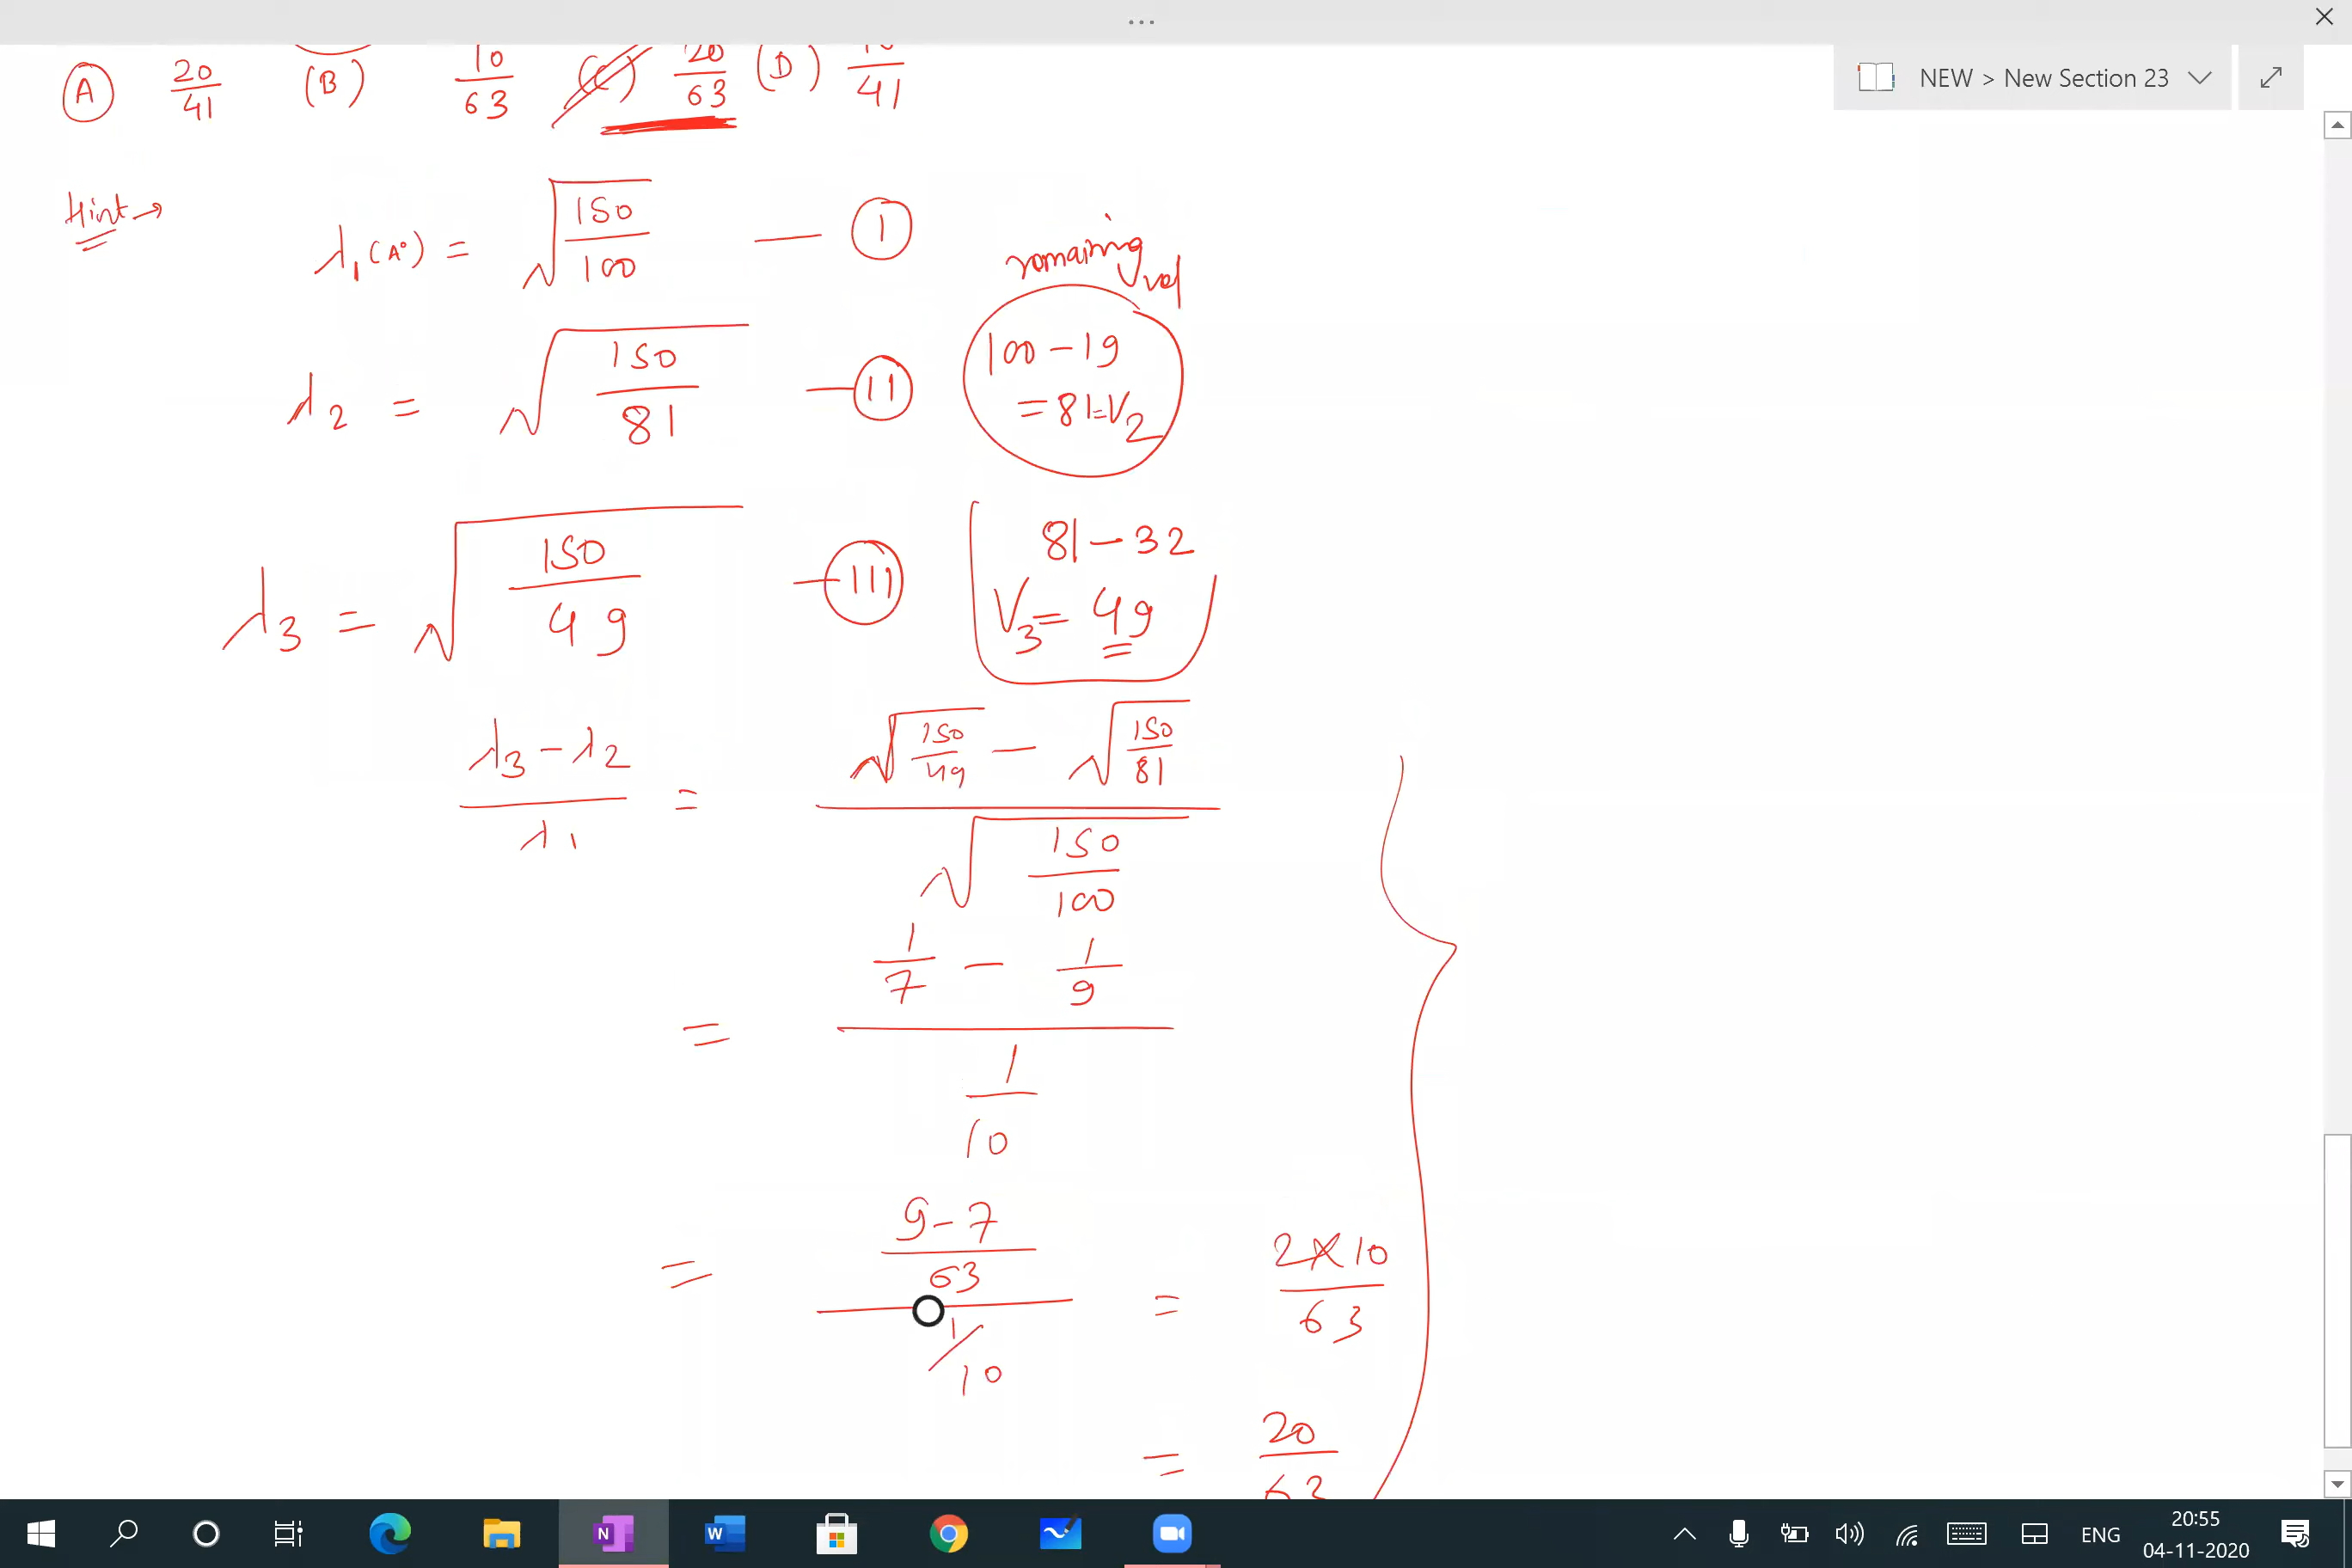 ...
NEW > New Section 23
(A) 20/41 (B) 10/63 (C) 20/63 (D) 10/41
Hint →
λ₁(A°) = √(150/100) — (I)
remaining vel
100 – 19
= 81 = V₂
λ₂ = √(150/81) — (II)
81 – 32
V₃ = 49
λ₃ = √(150/49) — (III)
(λ₃ – λ₂)/λ₁ = (√(150/49) – √(150/81))/√(150/100)
= (1/7 – 1/9)/(1/10)
= ((9-7)/63)/(1/10) = (2×10)/63
= 20/63
ENG
20:55
04-11-2020